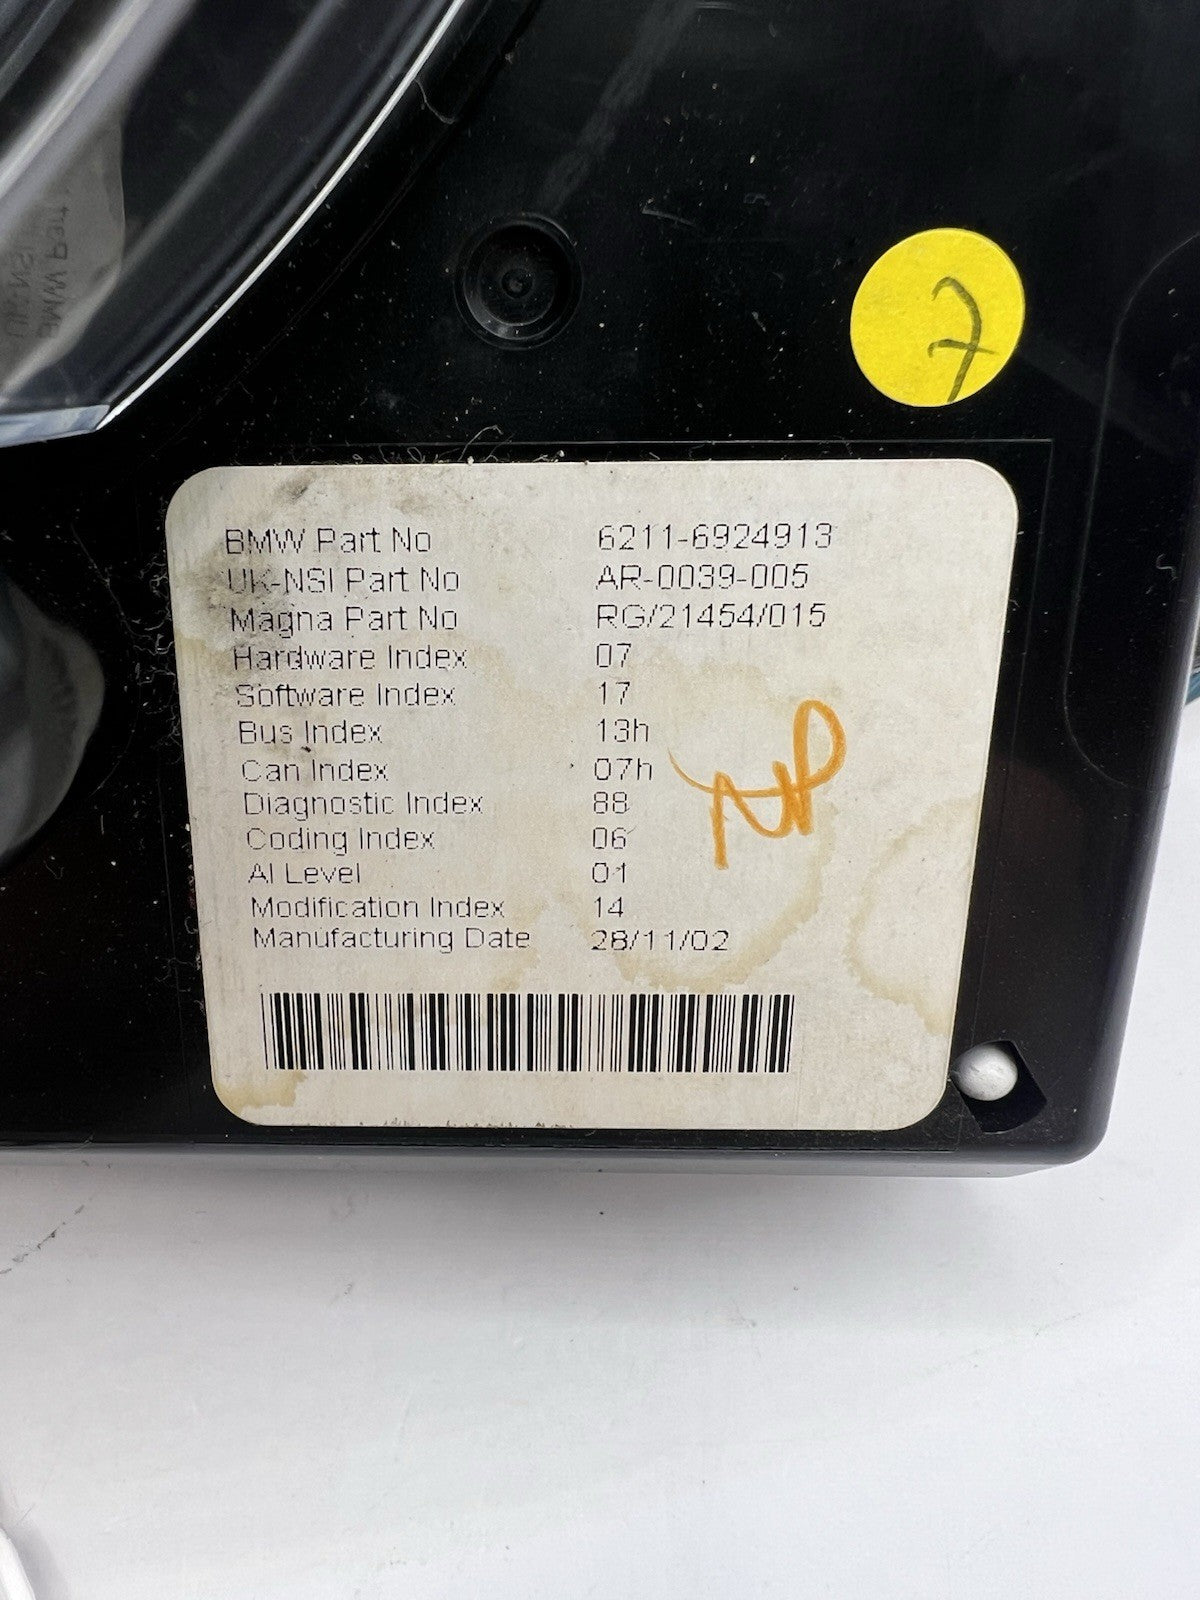 7
BMW Part No 6211-6924913
UK-NSI Part No AR-0039-005
Magna Part No RG/21454/015
Hardware Index 07
Software Index 17
Bus Index 13h
Can Index 07h
Diagnostic Index 88
Coding Index 06
AI Level 01
Modification Index 14
Manufacturing Date 28/11/02